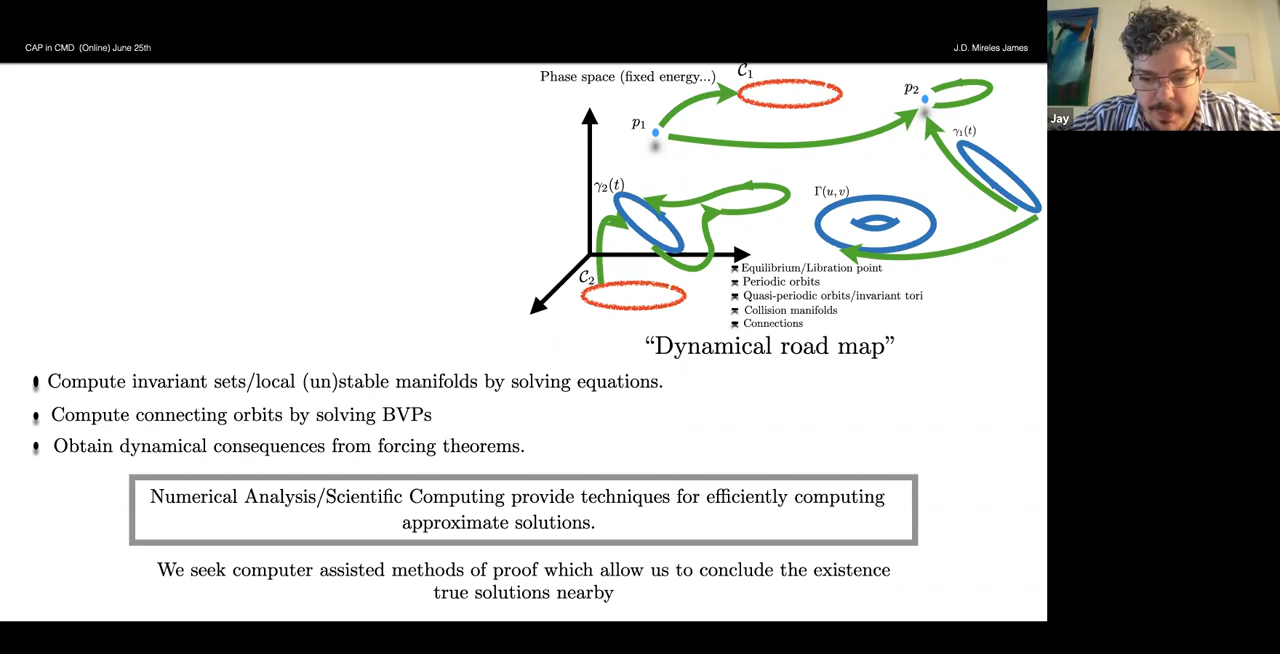 CAP in CMD (Online) June 25th
J.D. Mireles James
Phase space (fixed energy...)
C₁
p₂
p₁
γ₁(t)
γ₂(t)
Γ(u, v)
C₂
Equilibrium/Libration point
Periodic orbits
Quasi-periodic orbits/invariant tori
Collision manifolds
Connections
“Dynamical road map”
Compute invariant sets/local (un)stable manifolds by solving equations.
Compute connecting orbits by solving BVPs
Obtain dynamical consequences from forcing theorems.
Numerical Analysis/Scientific Computing provide techniques for efficiently computing
approximate solutions.
We seek computer assisted methods of proof which allow us to conclude the existence
true solutions nearby
Jay